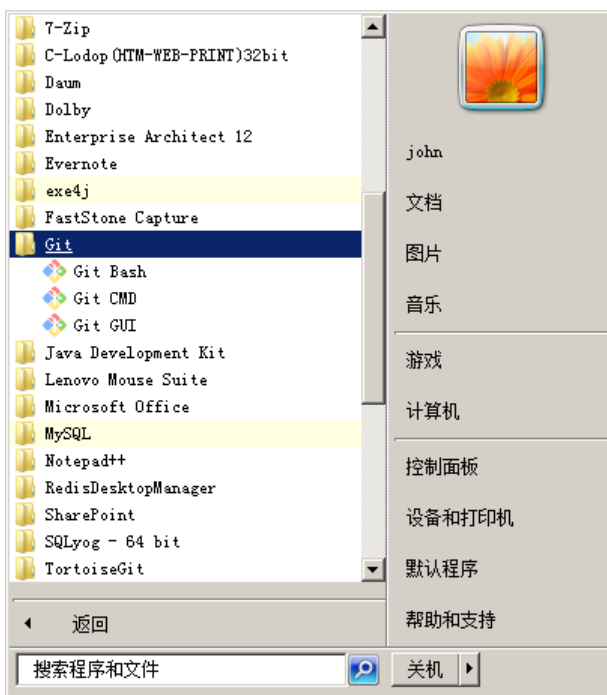 7-Zip
C-Lodop(HTM-WEB-PRINT)32bit
Daum
Dolby
Enterprise Architect 12
Evernote
exe4j
FastStone Capture
Git
Git Bash
Git CMD
Git GUI
Java Development Kit
Lenovo Mouse Suite
Microsoft Office
MySQL
Notepad++
RedisDesktopManager
SharePoint
SQLyog - 64 bit
TortoiseGit
返回
搜索程序和文件
john
文档
图片
音乐
游戏
计算机
控制面板
设备和打印机
默认程序
帮助和支持
关机